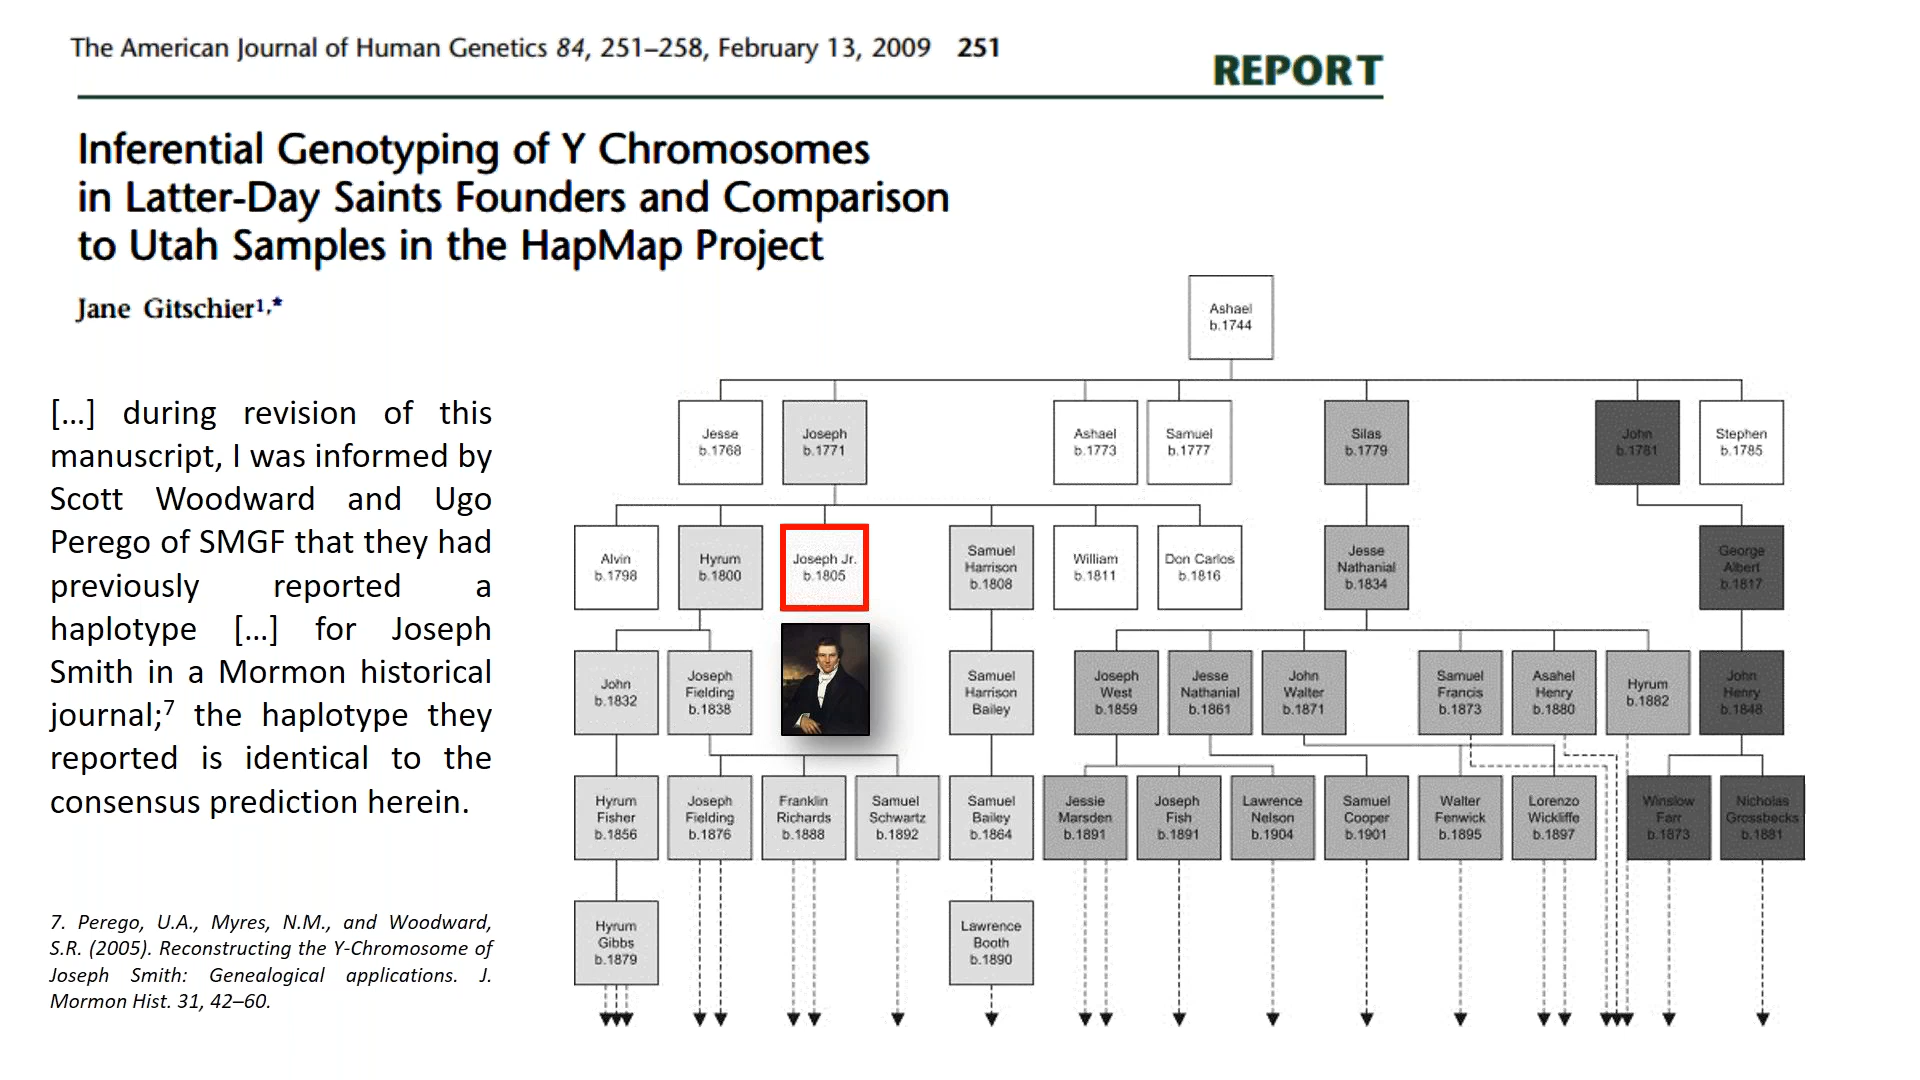 The American Journal of Human Genetics 84, 251–258, February 13, 2009 251
REPORT
Inferential Genotyping of Y Chromosomes
in Latter-Day Saints Founders and Comparison
to Utah Samples in the HapMap Project
Jane Gitschier1,*
[...] during revision of this
manuscript, I was informed by
Scott Woodward and Ugo
Perego of SMGF that they had
previously reported a
haplotype [...] for Joseph
Smith in a Mormon historical
journal;7 the haplotype they
reported is identical to the
consensus prediction herein.
7. Perego, U.A., Myres, N.M., and Woodward,
S.R. (2005). Reconstructing the Y-Chromosome of
Joseph Smith: Genealogical applications. J.
Mormon Hist. 31, 42–60.
Ashael
b.1744
Jesse
b.1768
Joseph
b.1771
Ashael
b.1773
Samuel
b.1777
Silas
b.1779
John
b.1781
Stephen
b.1785
Alvin
b.1798
Hyrum
b.1800
Joseph Jr.
b.1805
Samuel
Harrison
b.1808
William
b.1811
Don Carlos
b.1816
Jesse
Nathanial
b.1834
George
Albert
b.1817
John
b.1832
Joseph
Fielding
b.1838
Samuel
Harrison
Bailey
Joseph
West
b.1859
Jesse
Nathanial
b.1861
John
Walter
b.1871
Samuel
Francis
b.1873
Asahel
Henry
b.1880
Hyrum
b.1882
John
Henry
b.1848
Hyrum
Fisher
b.1856
Joseph
Fielding
b.1876
Franklin
Richards
b.1888
Samuel
Schwartz
b.1892
Samuel
Bailey
b.1864
Jessie
Marsden
b.1891
Joseph
Fish
b.1891
Lawrence
Nelson
b.1904
Samuel
Cooper
b.1901
Walter
Fenwick
b.1895
Lorenzo
Wickliffe
b.1897
Winslow
Farr
b.1873
Nicholas
Grossbecks
b.1881
Hyrum
Gibbs
b.1879
Lawrence
Booth
b.1890